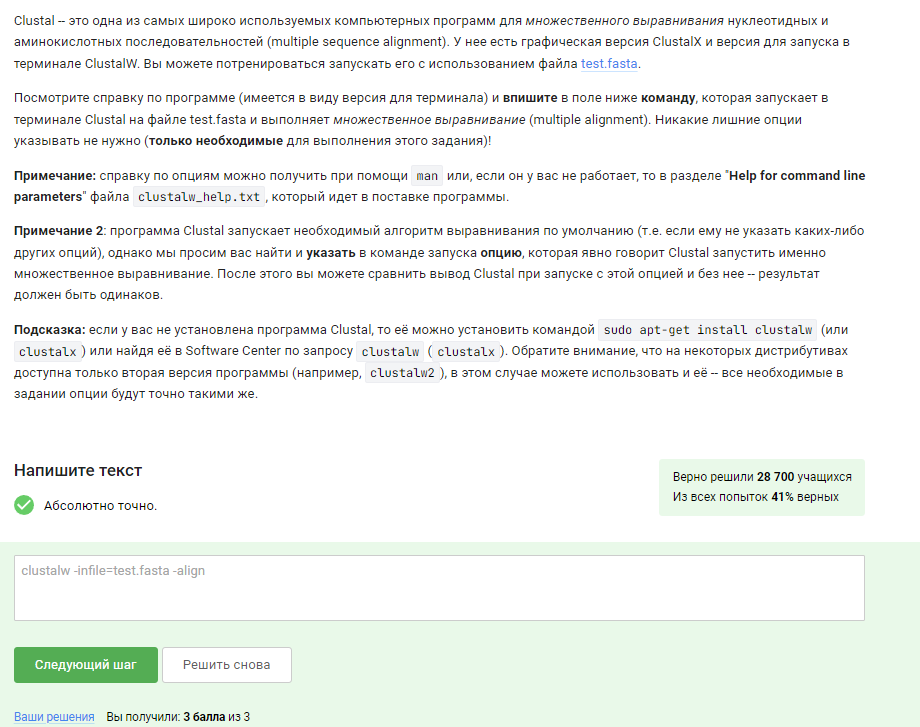 Clustal -- это одна из самых широко используемых компьютерных программ для множественного выравнивания нуклеотидных и
аминокислотных последовательностей (multiple sequence alignment). У нее есть графическая версия ClustalX и версия для запуска в
терминале ClustalW. Вы можете потренироваться запускать его с использованием файла test.fasta.
Посмотрите справку по программе (имеется в виду версия для терминала) и впишите в поле ниже команду, которая запускает в
терминале Clustal на файле test.fasta и выполняет множественное выравнивание (multiple alignment). Никакие лишние опции
указывать не нужно (только необходимые для выполнения этого задания)!
Примечание: справку по опциям можно получить при помощи man или, если он у вас не работает, то в разделе "Help for command line
parameters" файла clustalw_help.txt , который идет в поставке программы.
Примечание 2: программа Clustal запускает необходимый алгоритм выравнивания по умолчанию (т.е. если ему не указать каких-либо
других опций), однако мы просим вас найти и указать в команде запуска опцию, которая явно говорит Clustal запустить именно
множественное выравнивание. После этого вы можете сравнить вывод Clustal при запуске с этой опцией и без нее -- результат
должен быть одинаков.
Подсказка: если у вас не установлена программа Clustal, то её можно установить командой sudo apt-get install clustalw (или
clustalx ) или найдя её в Software Center по запросу clustalw ( clustalx ). Обратите внимание, что на некоторых дистрибутивах
доступна только вторая версия программы (например, clustalw2 ), в этом случае можете использовать и её -- все необходимые в
задании опции будут точно такими же.
Напишите текст
Верно решили 28 700 учащихся
Из всех попыток 41% верных
Абсолютно точно.
clustalw -infile=test.fasta -align
Следующий шаг
Решить снова
Ваши решения Вы получили: 3 балла из 3